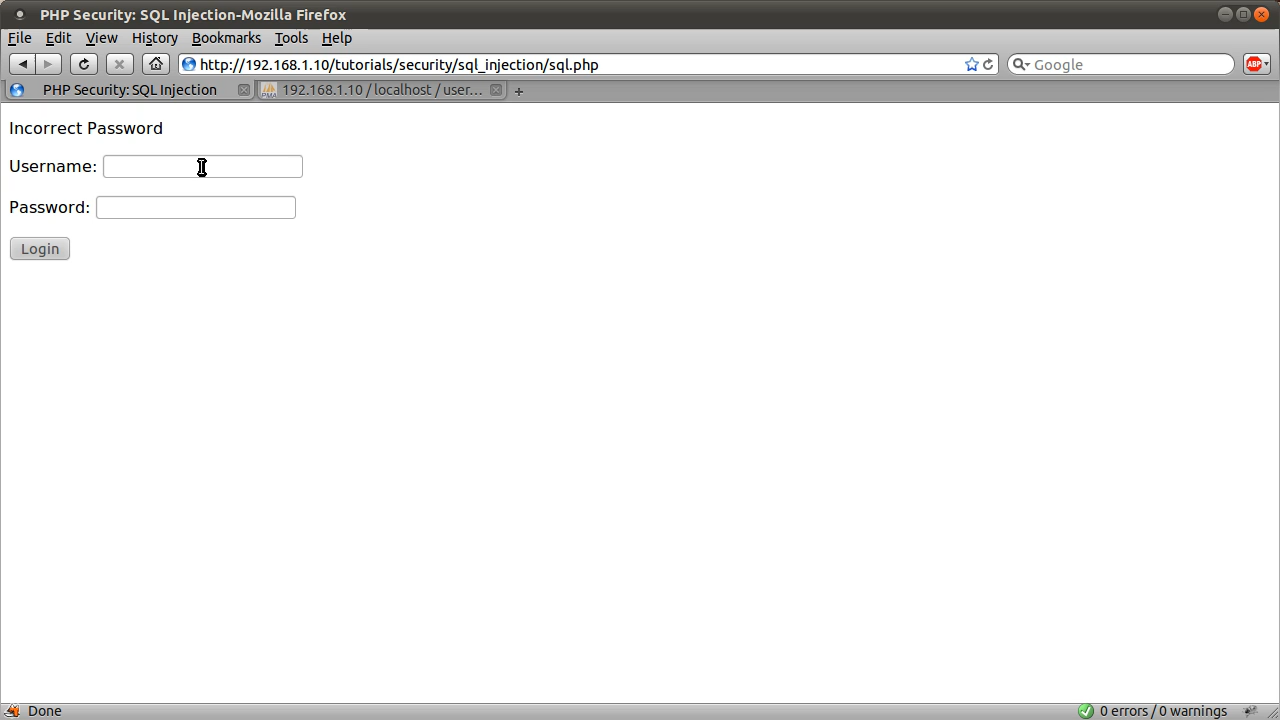 PHP Security: SQL Injection-Mozilla Firefox
File Edit View History Bookmarks Tools Help
http://192.168.1.10/tutorials/security/sql_injection/sql.php Google ABP
PHP Security: SQL Injection PMA 192.168.1.10 / localhost / user... +
Incorrect Password
Username:
Password:
Login
Done 0 errors / 0 warnings